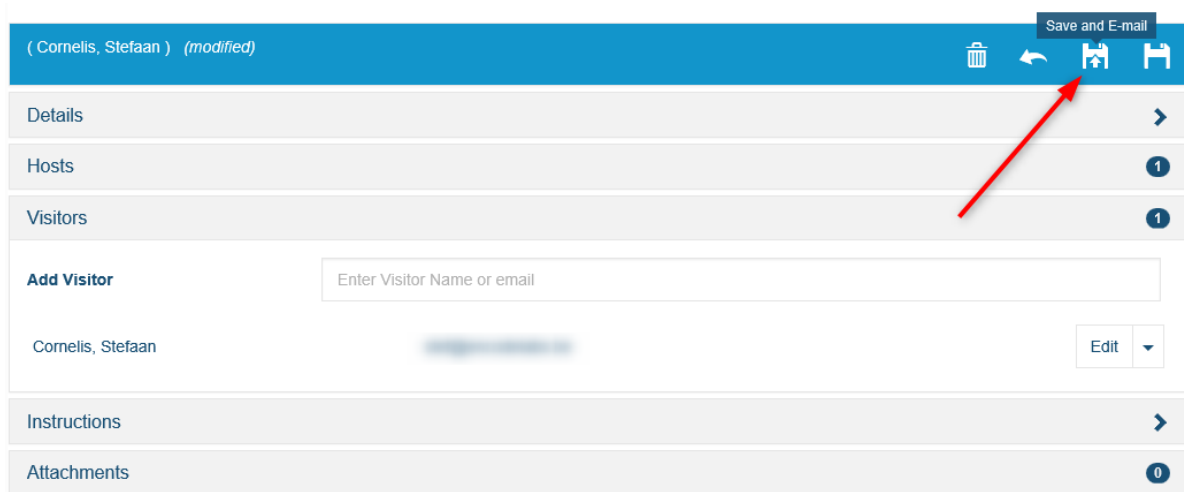 Save and E-mail
( Cornelis, Stefaan ) (modified)
Details
Hosts 1
Visitors 1
Add Visitor Enter Visitor Name or email
Cornelis, Stefaan Edit
Instructions
Attachments 0